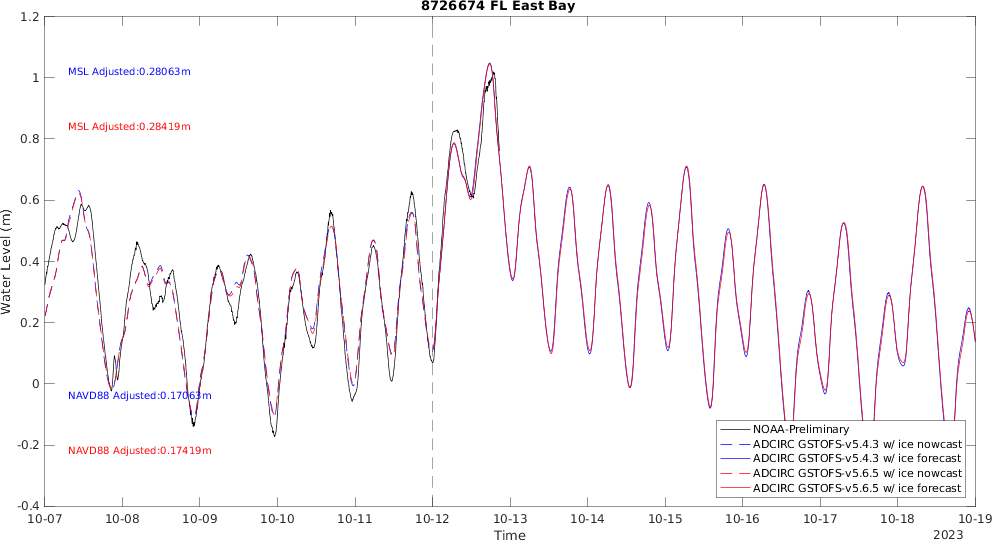 8726674 FL East Bay
1.2
1
0.8
0.6
0.4
0.2
0
-0.2
-0.4
Water Level (m)
MSL Adjusted:0.28063m
MSL Adjusted:0.28419m
NAVD88 Adjusted:0.17063m
NAVD88 Adjusted:0.17419m
NOAA-Preliminary
ADCIRC GSTOFS-v5.4.3 w/ ice nowcast
ADCIRC GSTOFS-v5.4.3 w/ ice forecast
ADCIRC GSTOFS-v5.6.5 w/ ice nowcast
ADCIRC GSTOFS-v5.6.5 w/ ice forecast
10-07 10-08 10-09 10-10 10-11 10-12 10-13 10-14 10-15 10-16 10-17 10-18 10-19
Time
2023